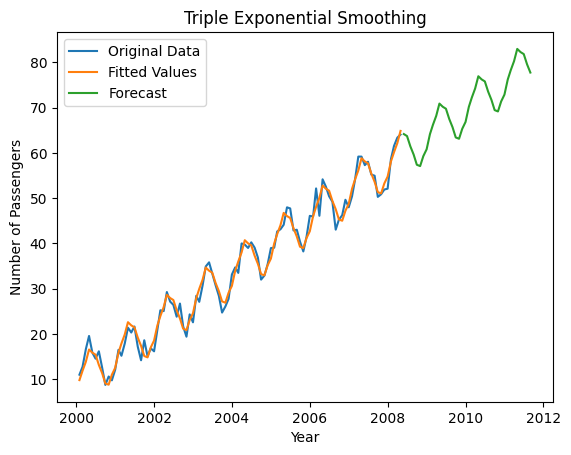 Triple Exponential Smoothing
Original Data
Fitted Values
Forecast
Number of Passengers
80
70
60
50
40
30
20
10
2000 2002 2004 2006 2008 2010 2012
Year